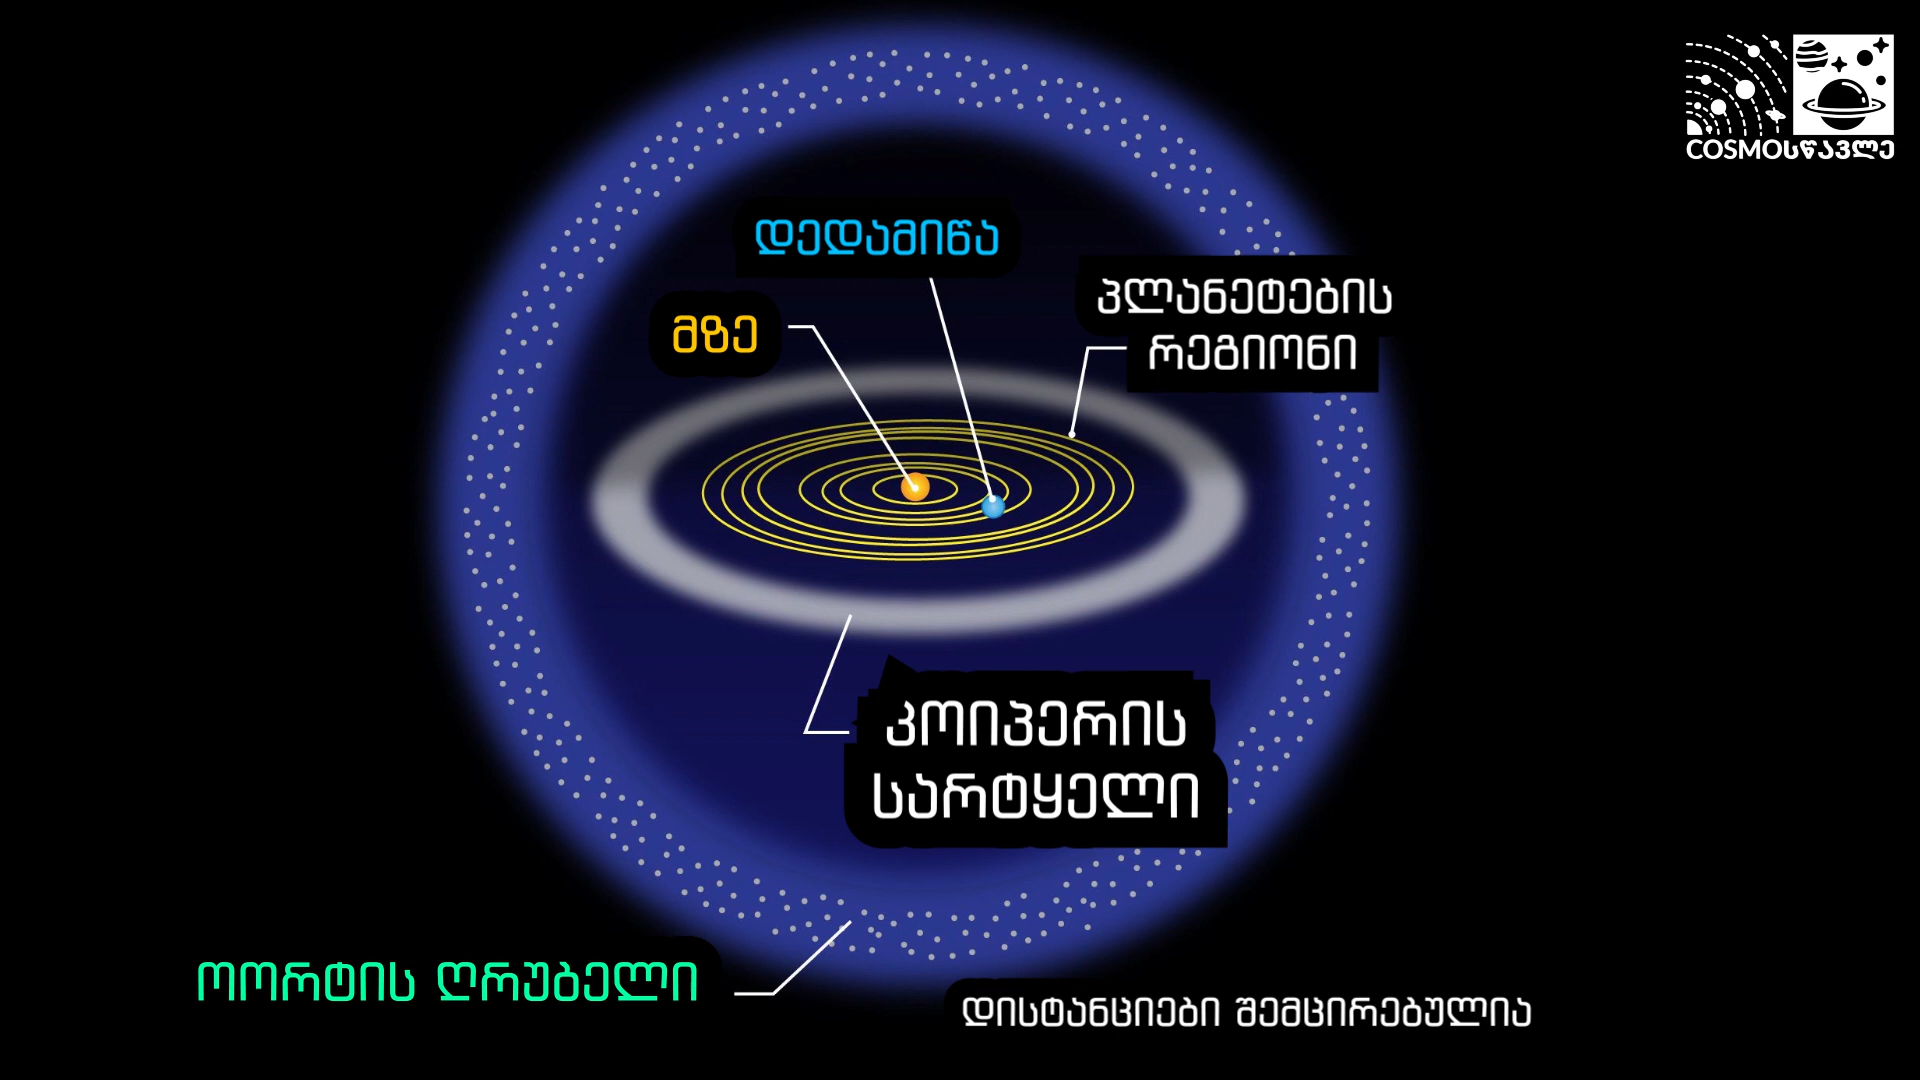 COSMOსწავლე
დედამიწა
მზე
პლანეტების
რეგიონი
კოიპერის
სარტყელი
ოორტის ღრუბელი
დისტანციები შემცირებულია